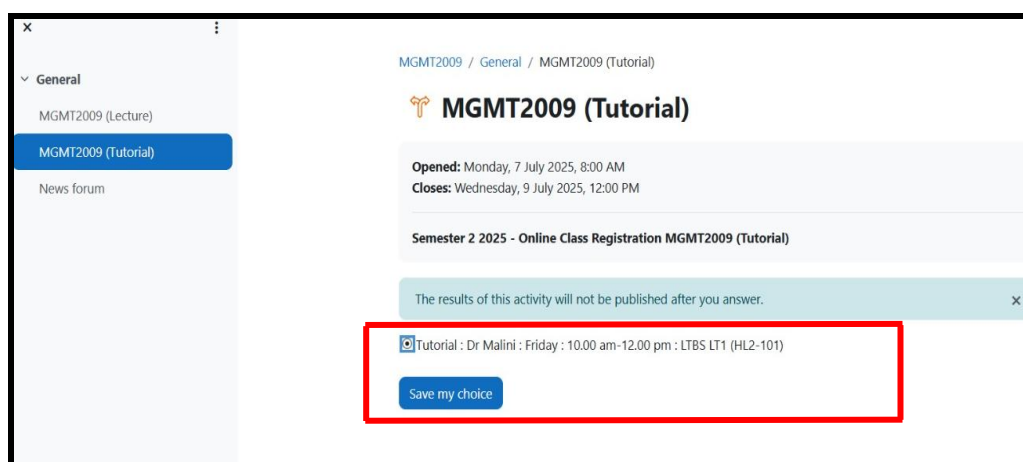 General
MGMT2009 (Lecture)
MGMT2009 (Tutorial)
News forum
MGMT2009 / General / MGMT2009 (Tutorial)
MGMT2009 (Tutorial)
Opened: Monday, 7 July 2025, 8:00 AM
Closes: Wednesday, 9 July 2025, 12:00 PM
Semester 2 2025 - Online Class Registration MGMT2009 (Tutorial)
The results of this activity will not be published after you answer.
Tutorial : Dr Malini : Friday : 10.00 am-12.00 pm : LTBS LT1 (HL2-101)
Save my choice